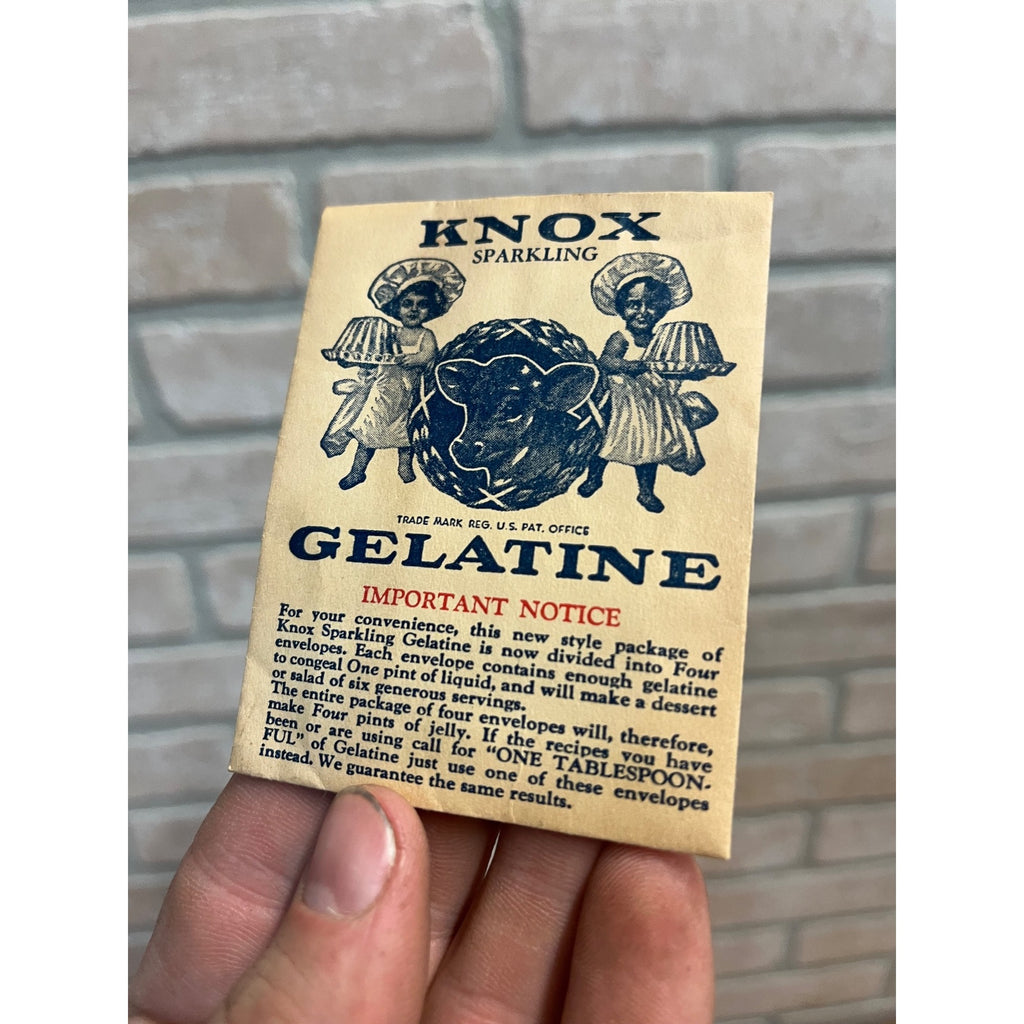 KNOX
SPARKLING
TRADE MARK REG. U.S. PAT. OFFICE
GELATINE
IMPORTANT NOTICE
For your convenience, this new style package of
Knox Sparkling Gelatine is now divided into Four
envelopes. Each envelope contains enough gelatine
to congeal One pint of liquid, and will make a dessert
or salad of six generous servings.
The entire package of four envelopes will, therefore,
make Four pints of jelly. If the recipes you have
been or are using call for "ONE TABLESPOON-
FUL" of Gelatine just use one of these envelopes
instead. We guarantee the same results.